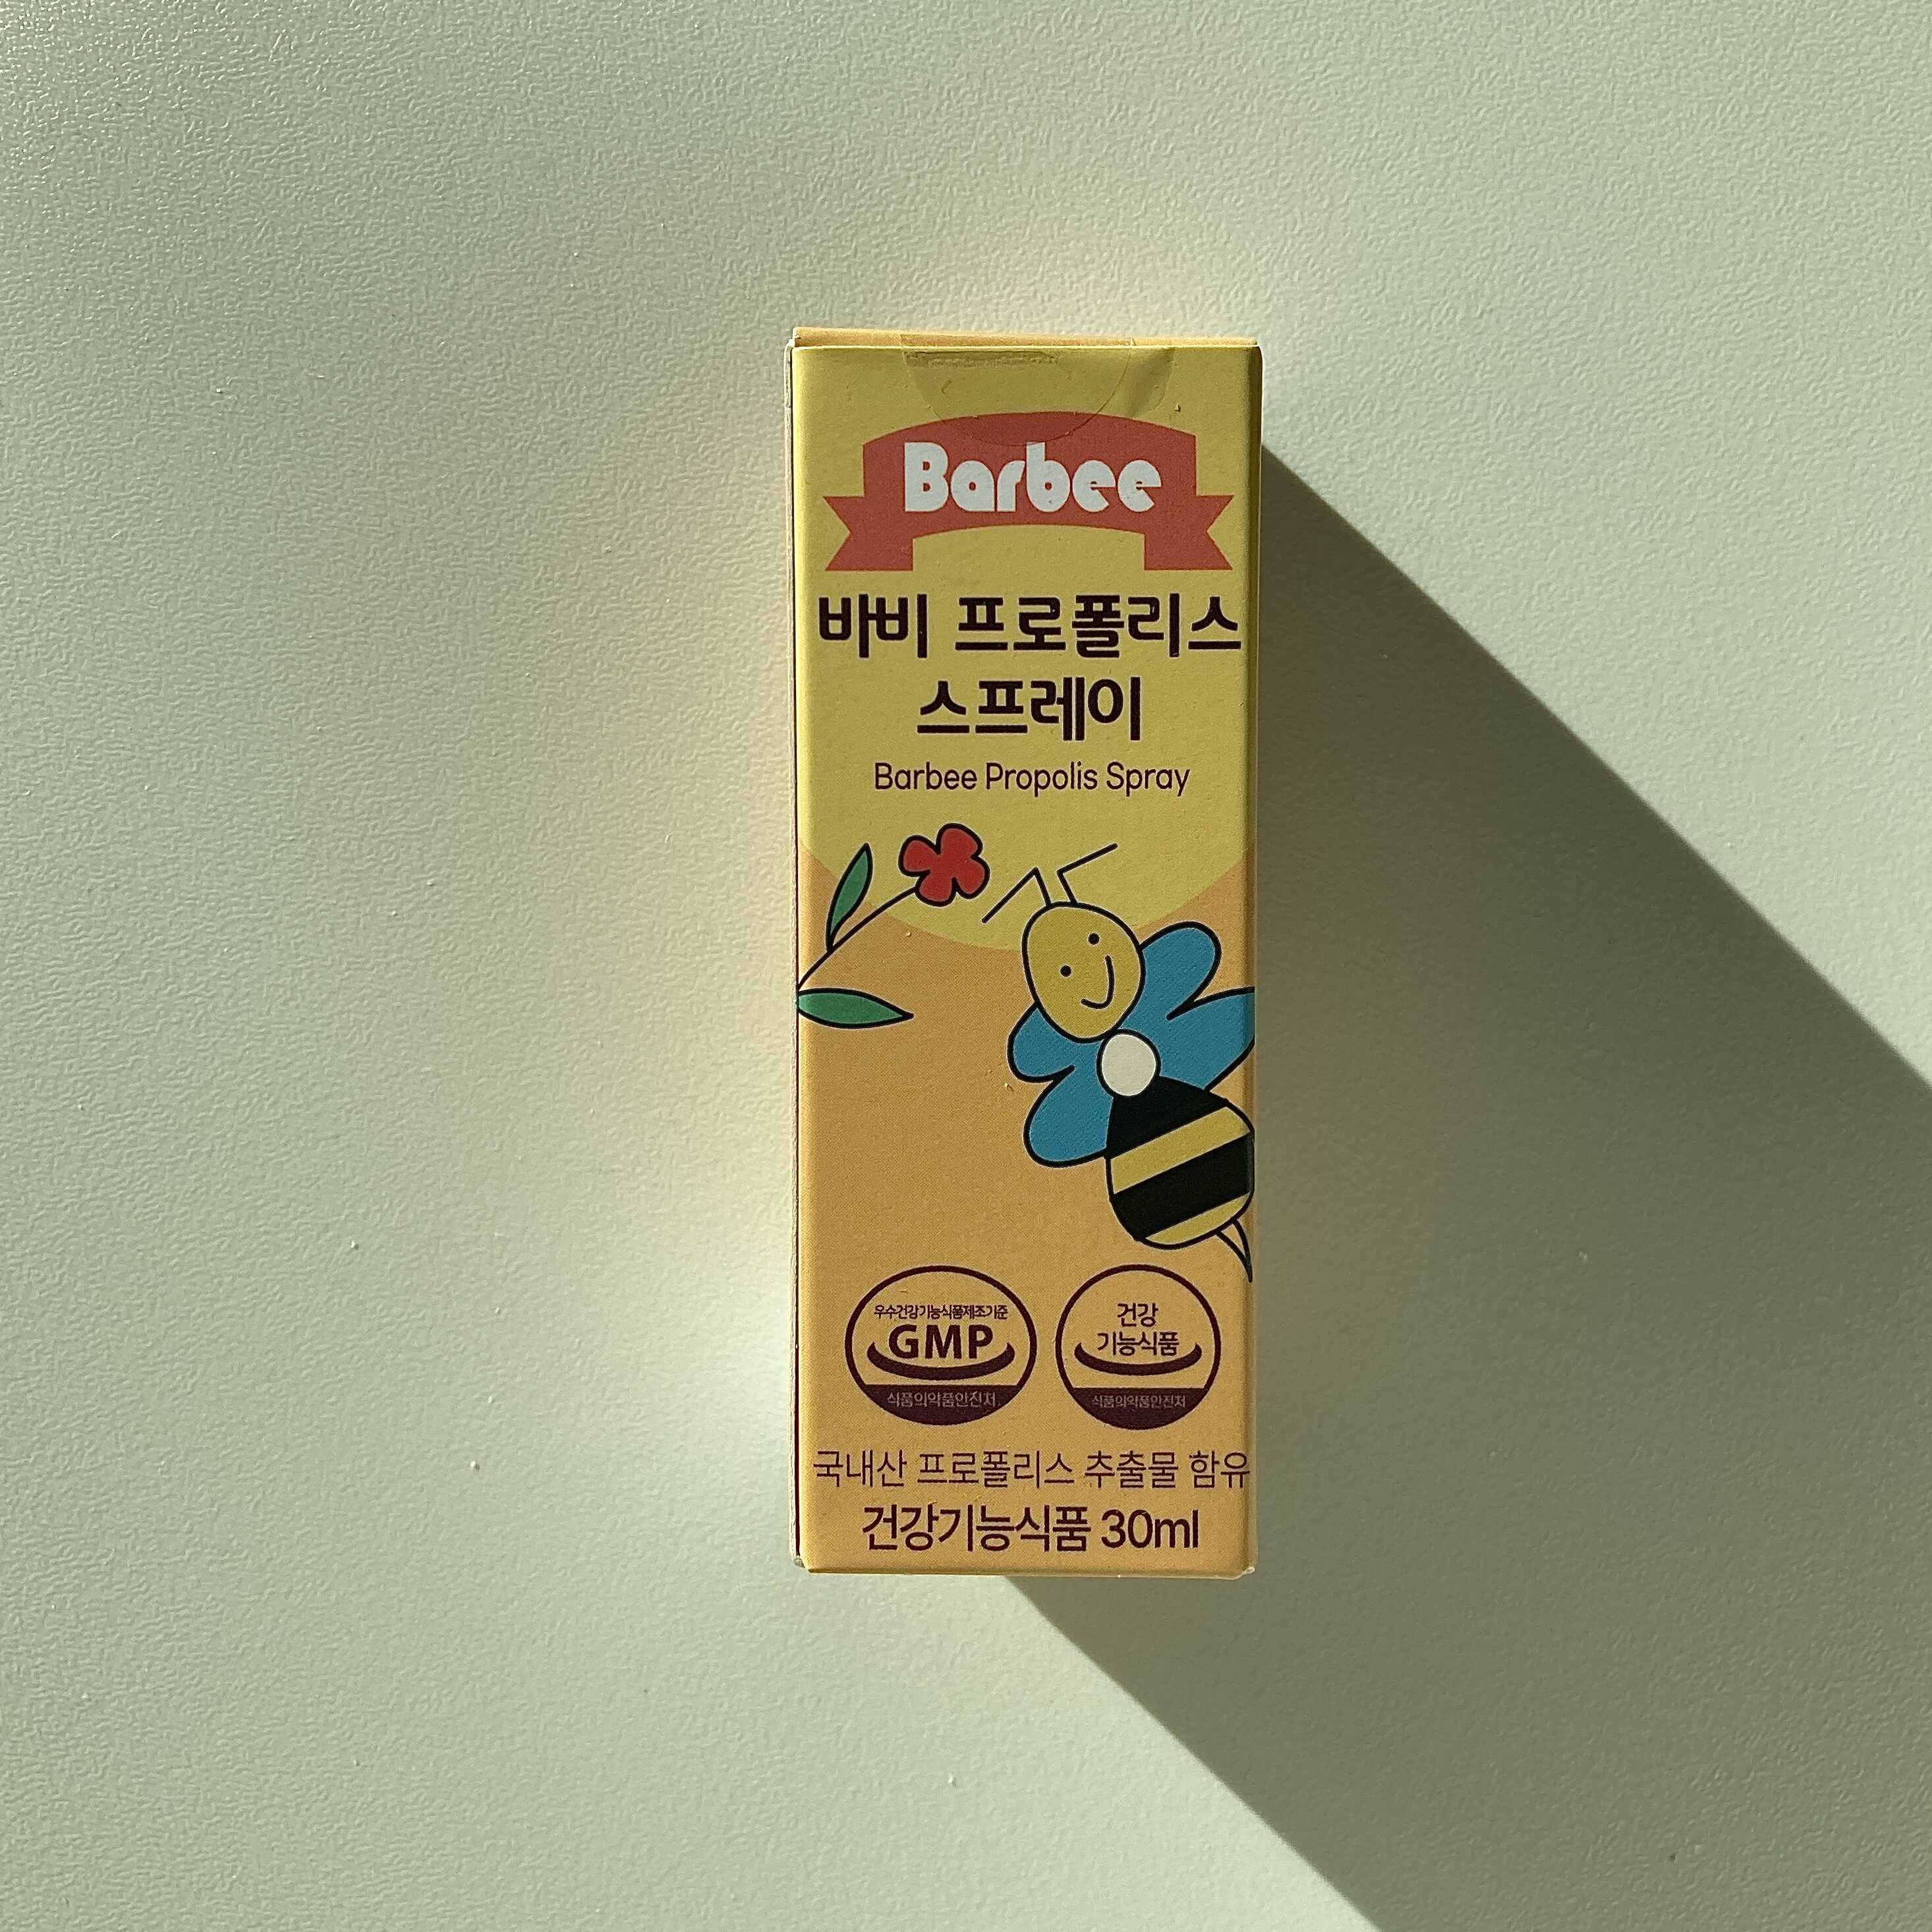 Barbee
바비 프로폴리스
스프레이
Barbee Propolis Spray
우수건강기능식품제조기준
GMP
식품의약품안전처
건강
기능식품
식품의약품안전처
국내산 프로폴리스 추출물 함유
건강기능식품 30ml